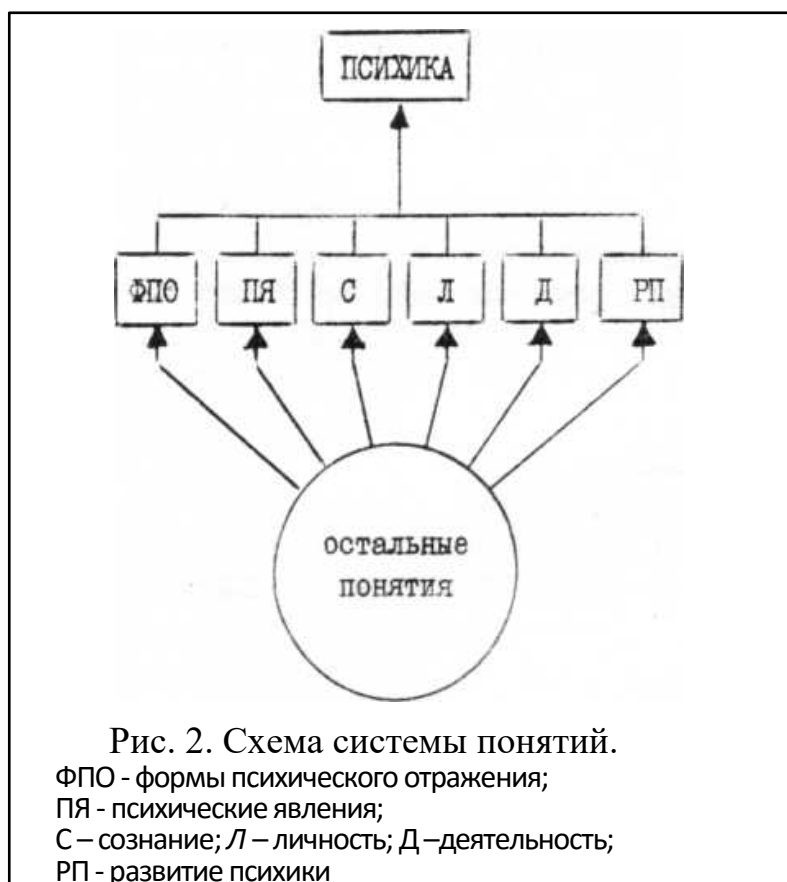 ПСИХИКА
ФПО ПЯ С Л Д РП
остальные
понятия
Рис. 2. Схема системы понятий.
ФПО - формы психического отражения;
ПЯ - психические явления;
С – сознание; Л – личность; Д –деятельность;
РП - развитие психики